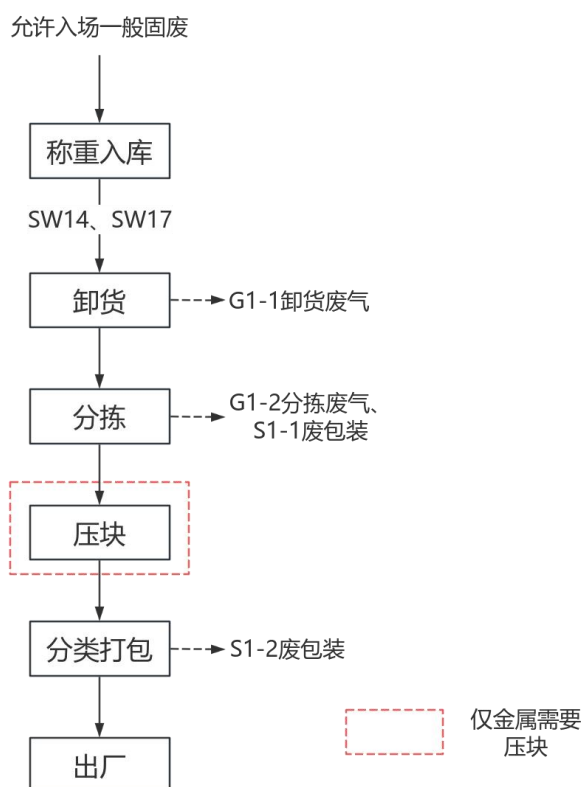 允许入场一般固废
称重入库
SW14、SW17
卸货
G1-1卸货废气
分拣
G1-2分拣废气、
S1-1废包装
压块
分类打包
S1-2废包装
仅金属需要
压块
出厂